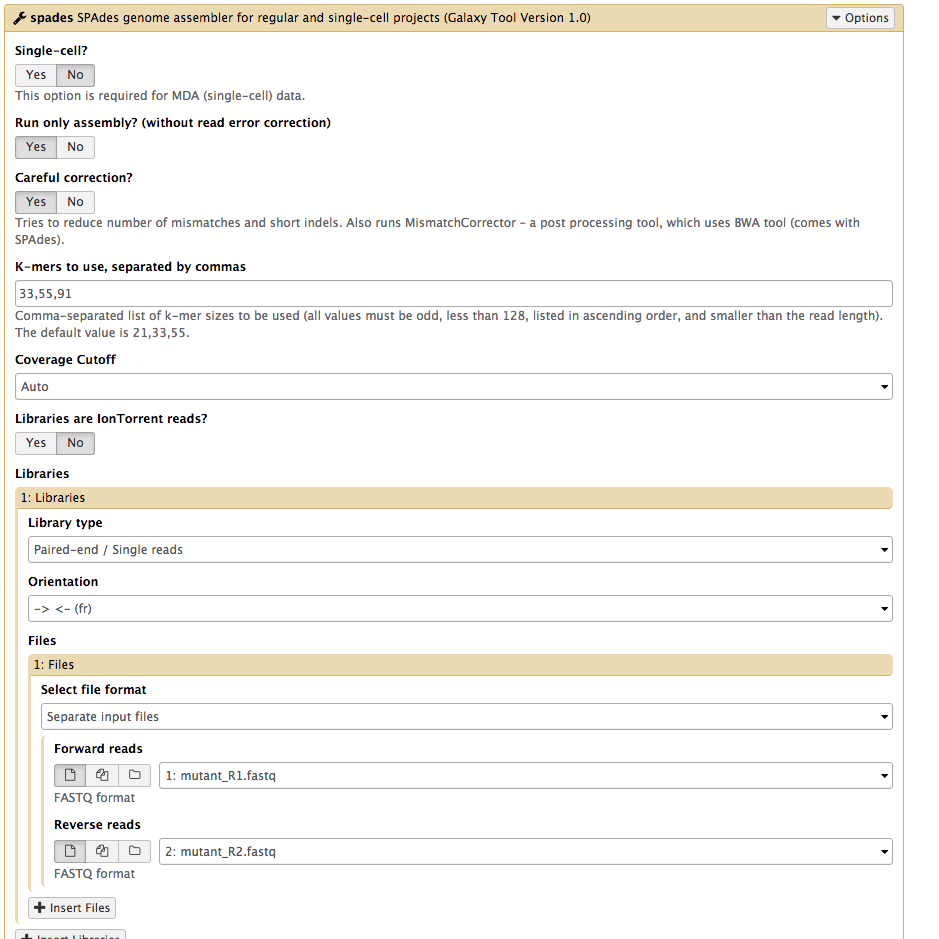 spades SPAdes genome assembler for regular and single-cell projects (Galaxy Tool Version 1.0)
Options
Single-cell?
Yes No
This option is required for MDA (single-cell) data.
Run only assembly? (without read error correction)
Yes No
Careful correction?
Yes No
Tries to reduce number of mismatches and short indels. Also runs MismatchCorrector – a post processing tool, which uses BWA tool (comes with
SPAdes).
K-mers to use, separated by commas
33,55,91
Comma-separated list of k-mer sizes to be used (all values must be odd, less than 128, listed in ascending order, and smaller than the read length).
The default value is 21,33,55.
Coverage Cutoff
Auto
Libraries are IonTorrent reads?
Yes No
Libraries
1: Libraries
Library type
Paired-end / Single reads
Orientation
-> <- (fr)
Files
1: Files
Select file format
Separate input files
Forward reads
1: mutant_R1.fastq
FASTQ format
Reverse reads
2: mutant_R2.fastq
FASTQ format
Insert Files
Insert Libraries